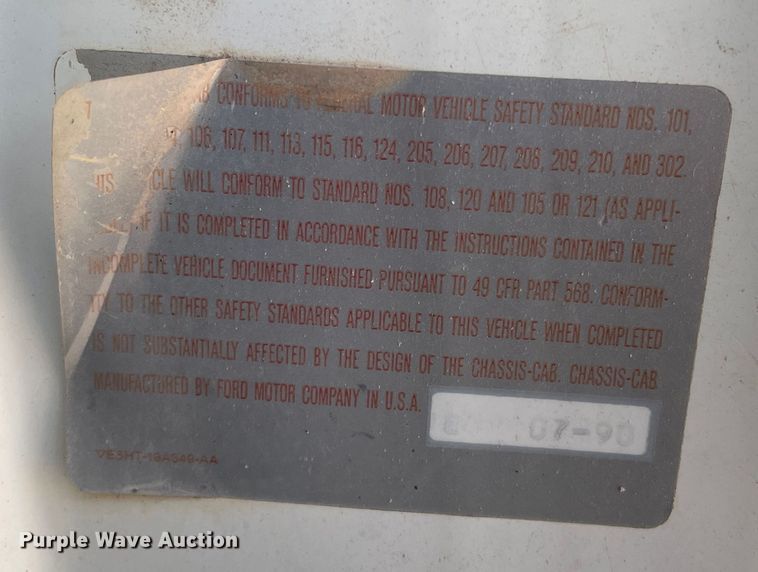 CONFORMS TO MOTOR VEHICLE SAFETY STANDARD NOS. 101,
106, 107, 111, 113, 115, 116, 124, 205, 206, 207, 208, 209, 210, AND 302.
WILL CONFORM TO STANDARD NOS. 108, 120 AND 105 OR 121 (AS APPLI-
IF IT IS COMPLETED IN ACCORDANCE WITH THE INSTRUCTIONS CONTAINED IN THE
INCOMPLETE VEHICLE DOCUMENT FURNISHED PURSUANT TO 49 CFR PART 568. CONFORM-
ITY TO THE OTHER SAFETY STANDARDS APPLICABLE TO THIS VEHICLE WHEN COMPLETED
IS NOT SUBSTANTIALLY AFFECTED BY THE DESIGN OF THE CHASSIS-CAB. CHASSIS-CAB
MANUFACTURED BY FORD MOTOR COMPANY IN U.S.A.
07-90
Purple Wave Auction